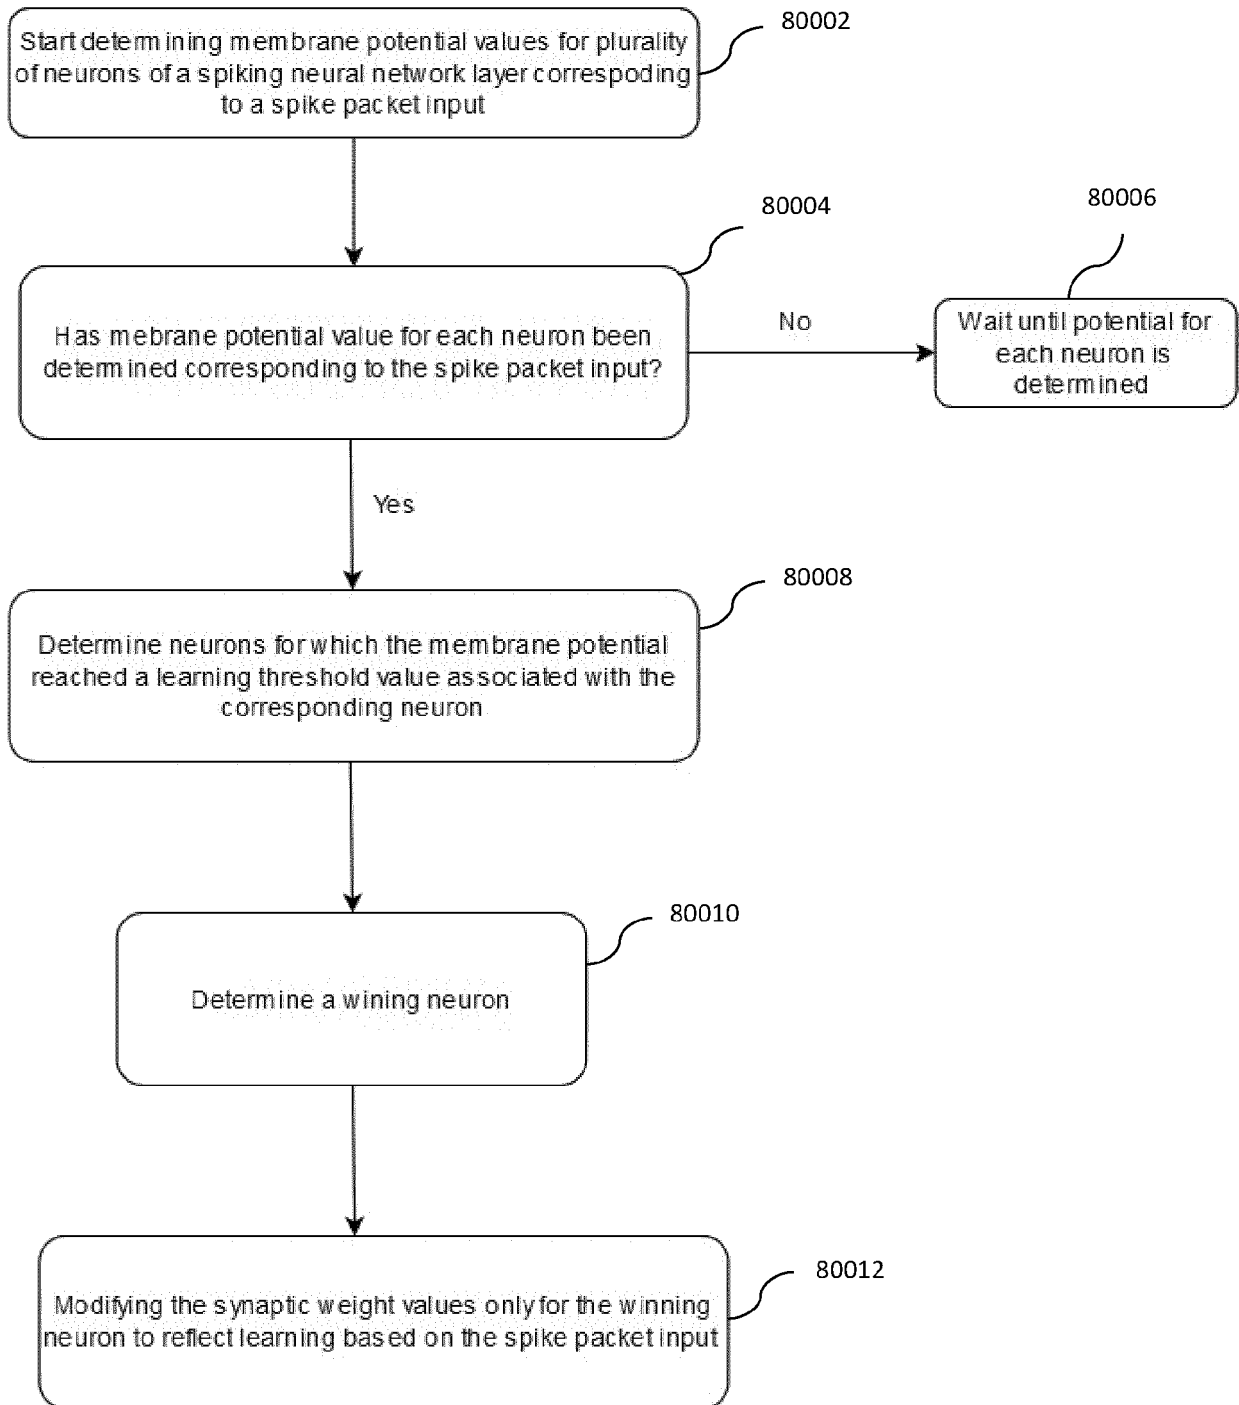 80002
Start determining membrane potential values for plurality
of neurons of a spiking neural network layer correspoding
to a spike packet input
80004
80006
Has mebrane potential value for each neuron been
determined corresponding to the spike packet input?
No
Wait until potential for
each neuron is
determined
Yes
80008
Determine neurons for which the membrane potential
reached a learning threshold value associated with the
corresponding neuron
80010
Determine a wining neuron
80012
Modifying the synaptic weight values only for the winning
neuron to reflect learning based on the spike packet input